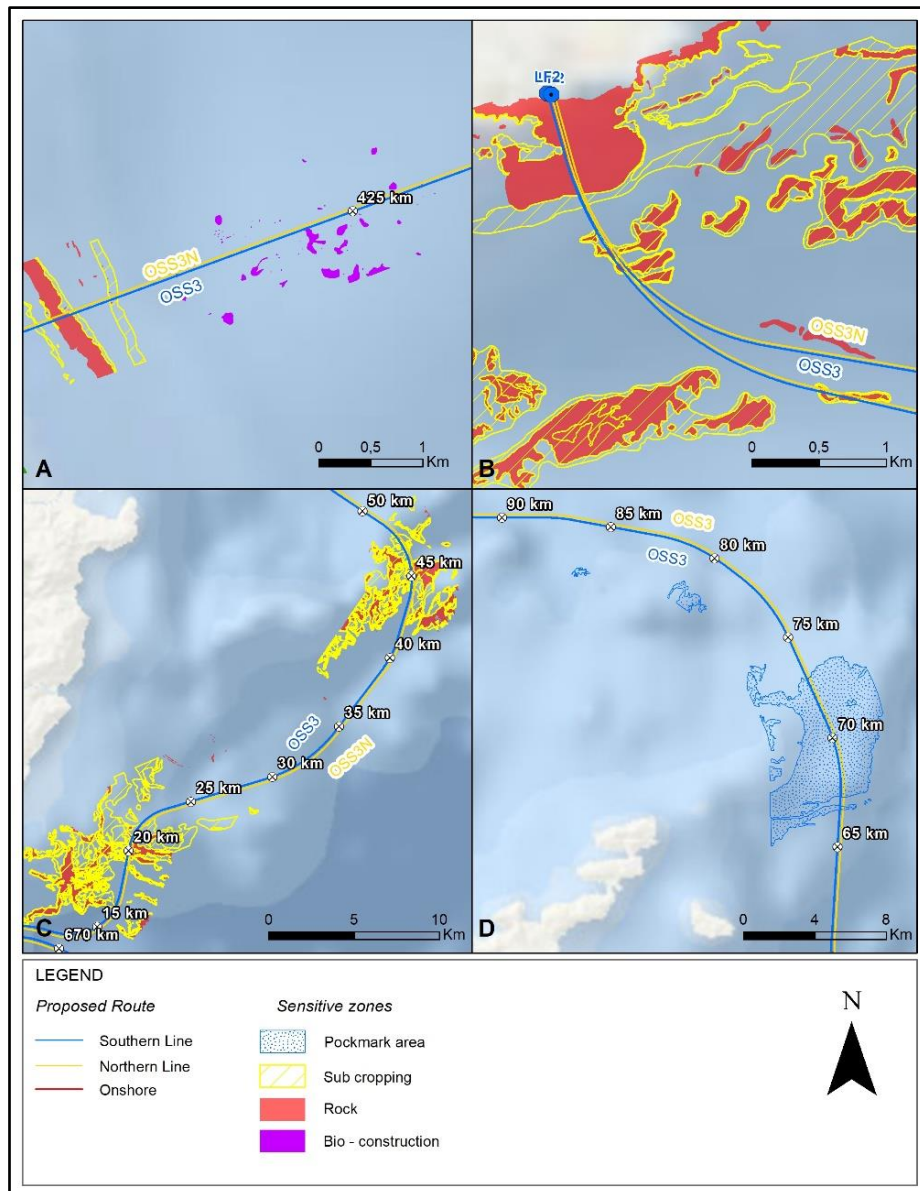 425 km
OSS3N
OSS3
0 0,5 1
Km
A
LF2
OSS3N
OSS3
0 0,5 1
Km
B
50 km
45 km
40 km
35 km
OSS3
OSS3N
30 km
25 km
20 km
15 km
670 km
0 5 10
Km
C
90 km
85 km
OSS3
80 km
OSS3
75 km
70 km
65 km
0 4 8
Km
D
LEGEND
Proposed Route
Southern Line
Northern Line
Onshore
Sensitive zones
Pockmark area
Sub cropping
Rock
Bio - construction
N